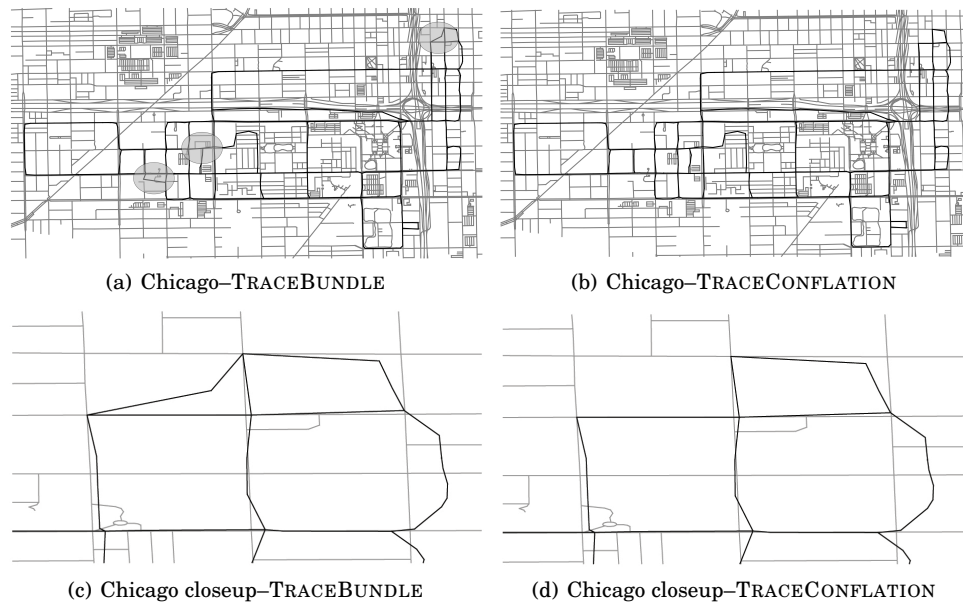 (a) Chicago–TRACEBUNDLE
(b) Chicago–TRACECONFLATION
(c) Chicago closeup–TRACEBUNDLE
(d) Chicago closeup–TRACECONFLATION